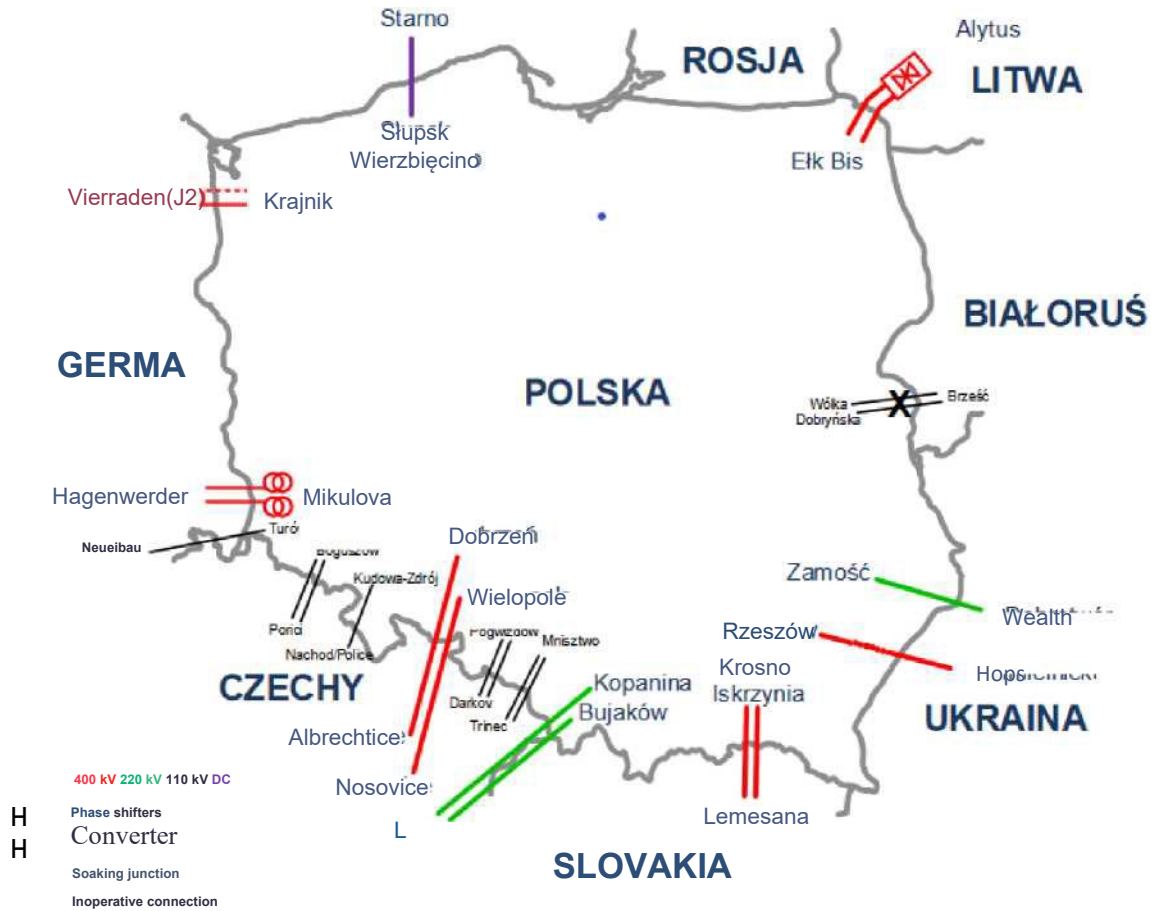 Starno
ROSJA
Alytus
LITWA
Słupsk
Wierzbięcino
Ełk Bis
Vierraden(J2)
Krajnik
BIAŁORUŚ
GERMA
POLSKA
Wólka
Dobryńska
X
Brześć
Hagenwerder
Mikulova
Turó
Neueibau
Dobrzeń
Boguszów
Kudowa-Zdrój
Zamość
Wielopole
Wealth
Porici
Pogwizdów
Mnisztwo
Rzeszów
Nachod/Police
Krosno
Iskrzynia
Hops
CZECHY
Kopanina
Darkov
Bujaków
UKRAINA
Trinec
Albrechtice
400 kV 220 kV 110 kV DC
Nosovice
Lemesana
H
Phase shifters
L
H
Converter
SLOVAKIA
Soaking junction
Inoperative connection